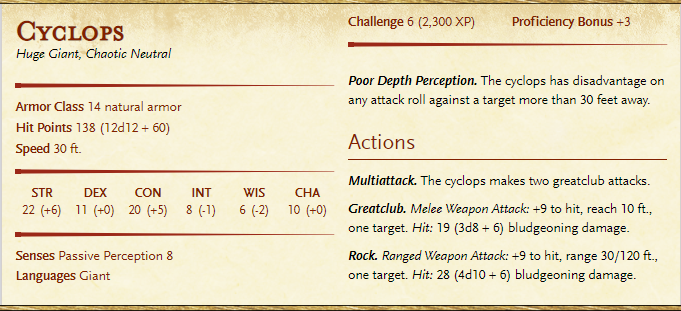 Cyclops
Huge Giant, Chaotic Neutral
Armor Class 14 natural armor
Hit Points 138 (12d12 + 60)
Speed 30 ft.
STR DEX CON INT WIS CHA
22 (+6) 11 (+0) 20 (+5) 8 (-1) 6 (-2) 10 (+0)
Senses Passive Perception 8
Languages Giant
Challenge 6 (2,300 XP) Proficiency Bonus +3
Poor Depth Perception. The cyclops has disadvantage on
any attack roll against a target more than 30 feet away.
Actions
Multiattack. The cyclops makes two greatclub attacks.
Greatclub. Melee Weapon Attack: +9 to hit, reach 10 ft.,
one target. Hit: 19 (3d8 + 6) bludgeoning damage.
Rock. Ranged Weapon Attack: +9 to hit, range 30/120 ft.,
one target. Hit: 28 (4d10 + 6) bludgeoning damage.